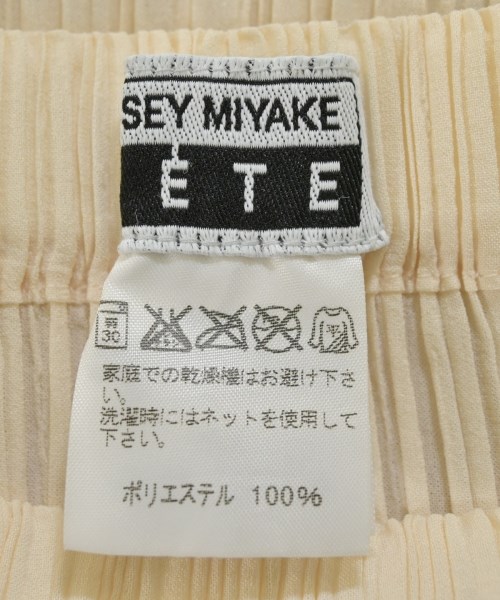 SEY MIYAKE
ÉTE
弱
30
平
家庭での乾燥機はお避け下さ
い。
洗濯時にはネットを使用して
下さい。
ポリエステル 100%